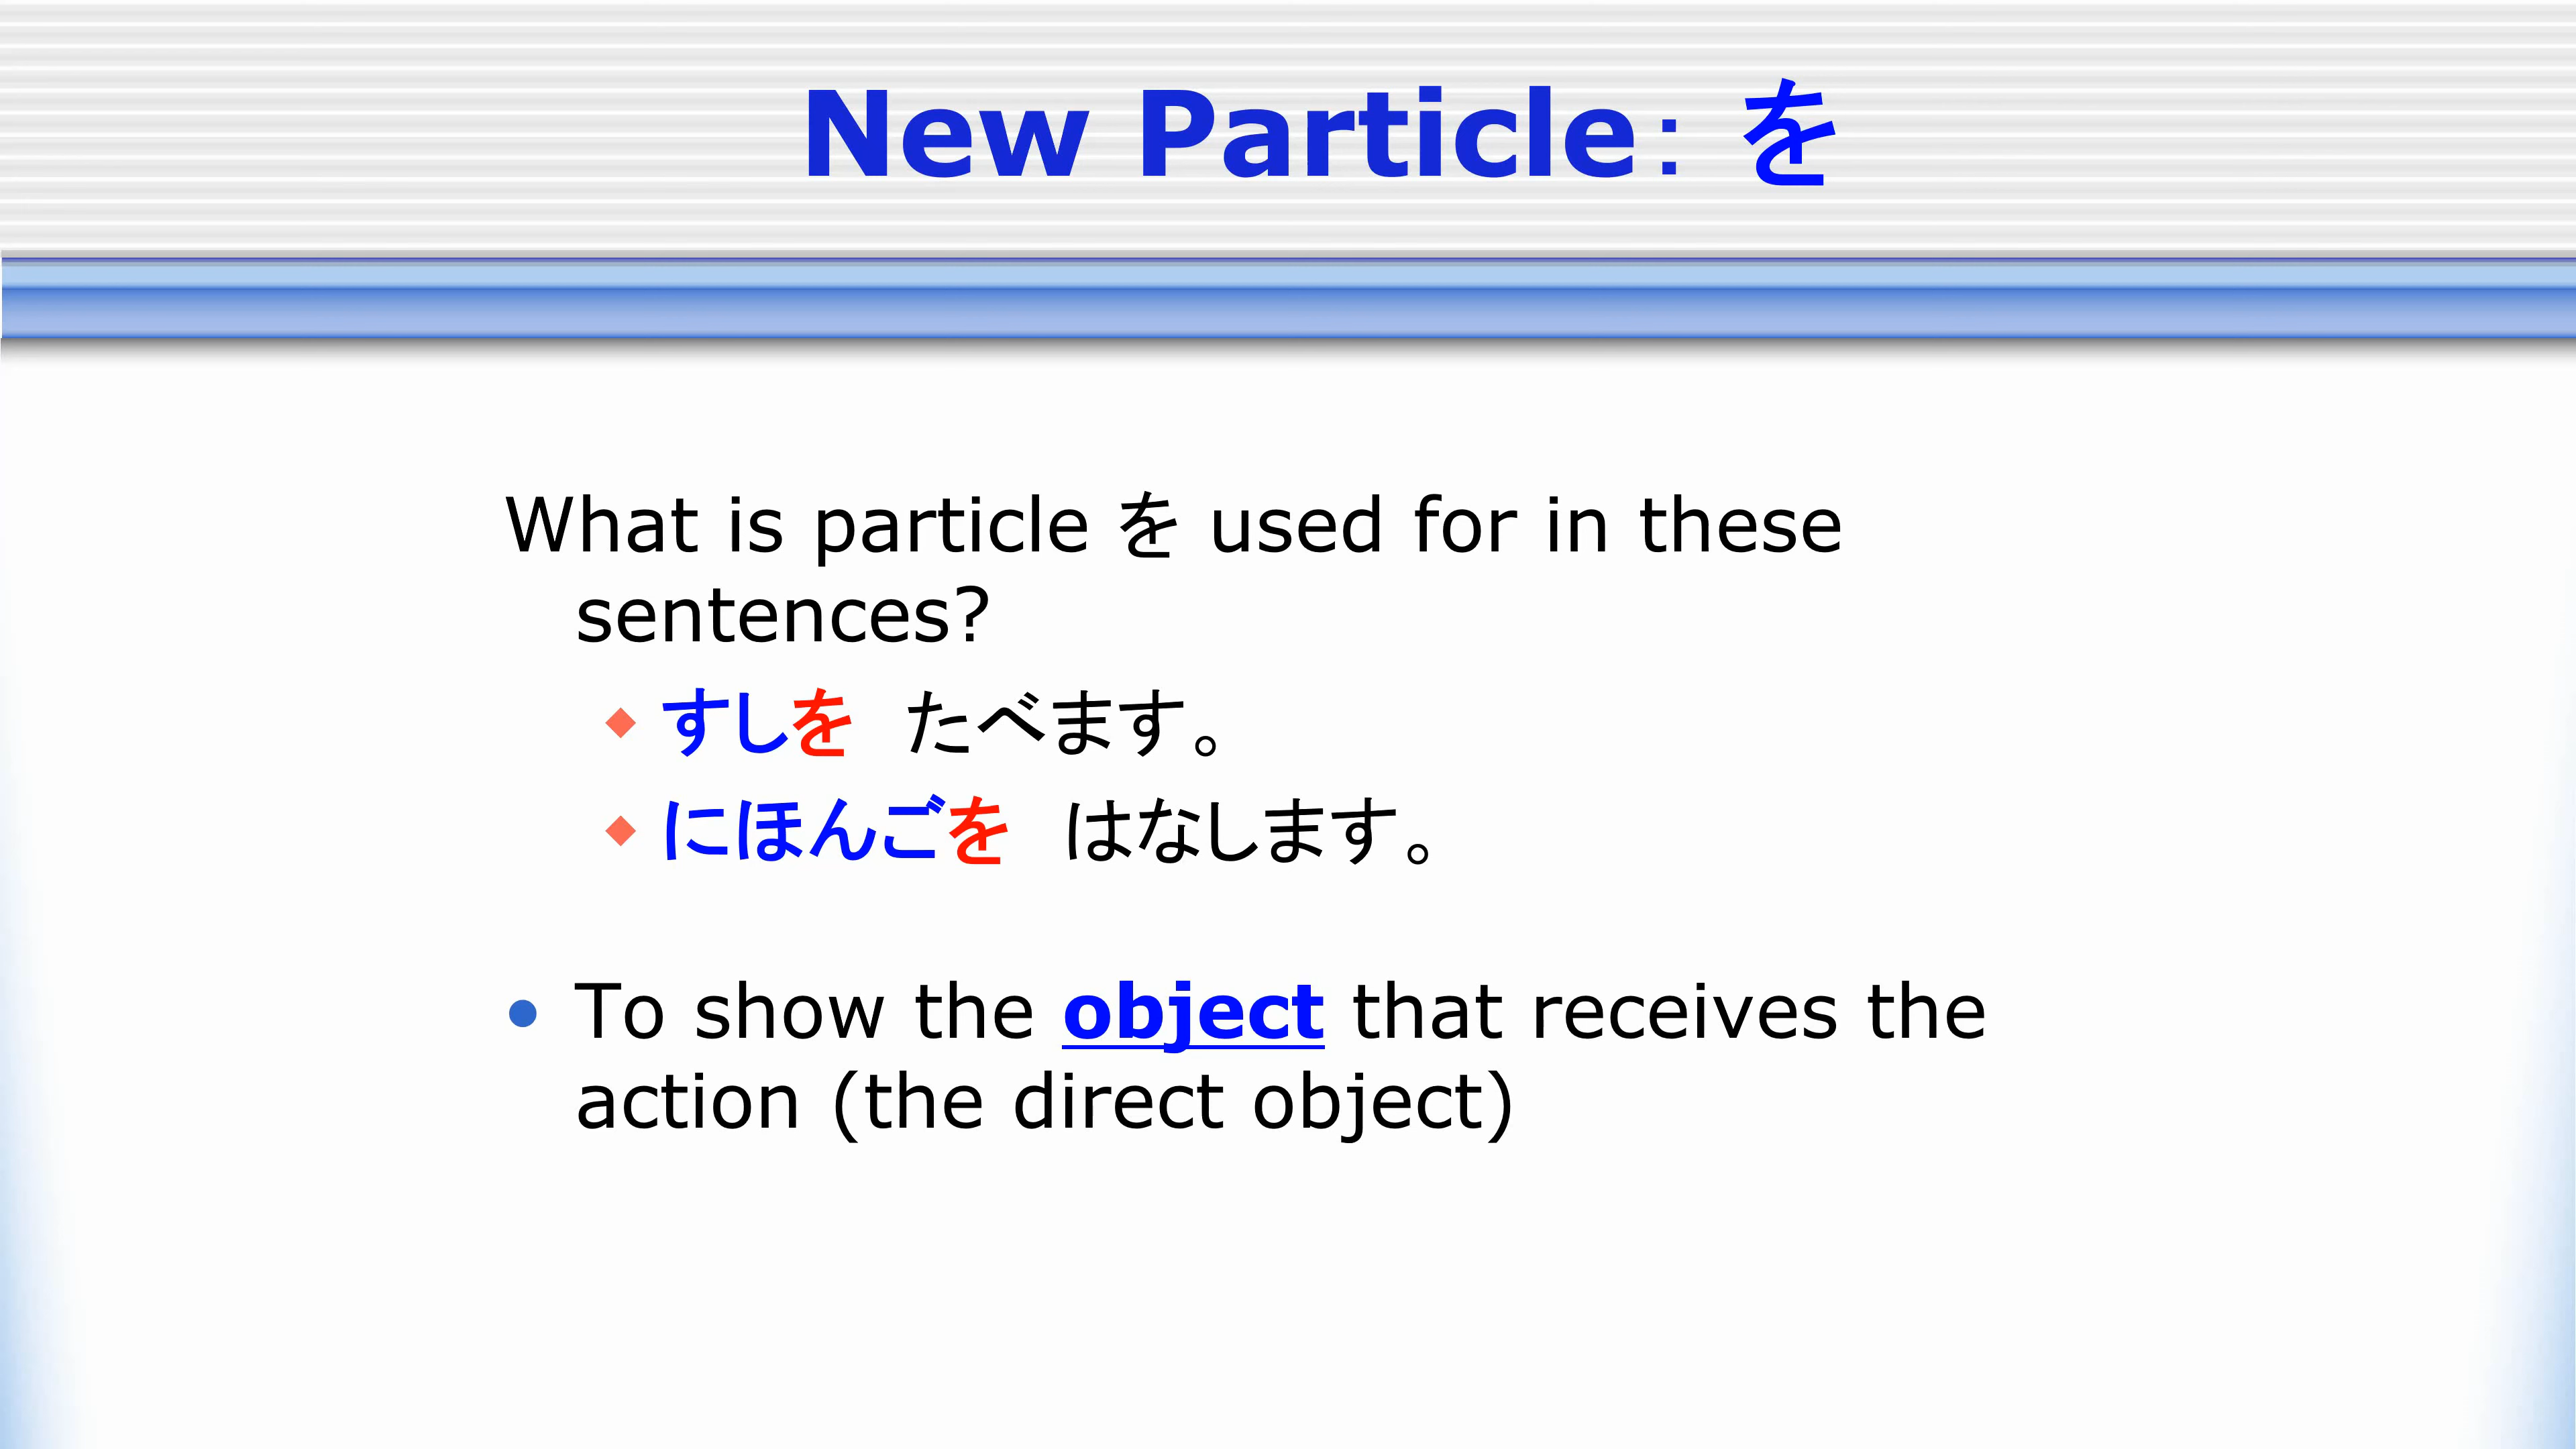 New Particle： を
What is particle を used for in these
sentences?
すしを　たべます。
にほんごを　はなします。
To show the object that receives the
action (the direct object)